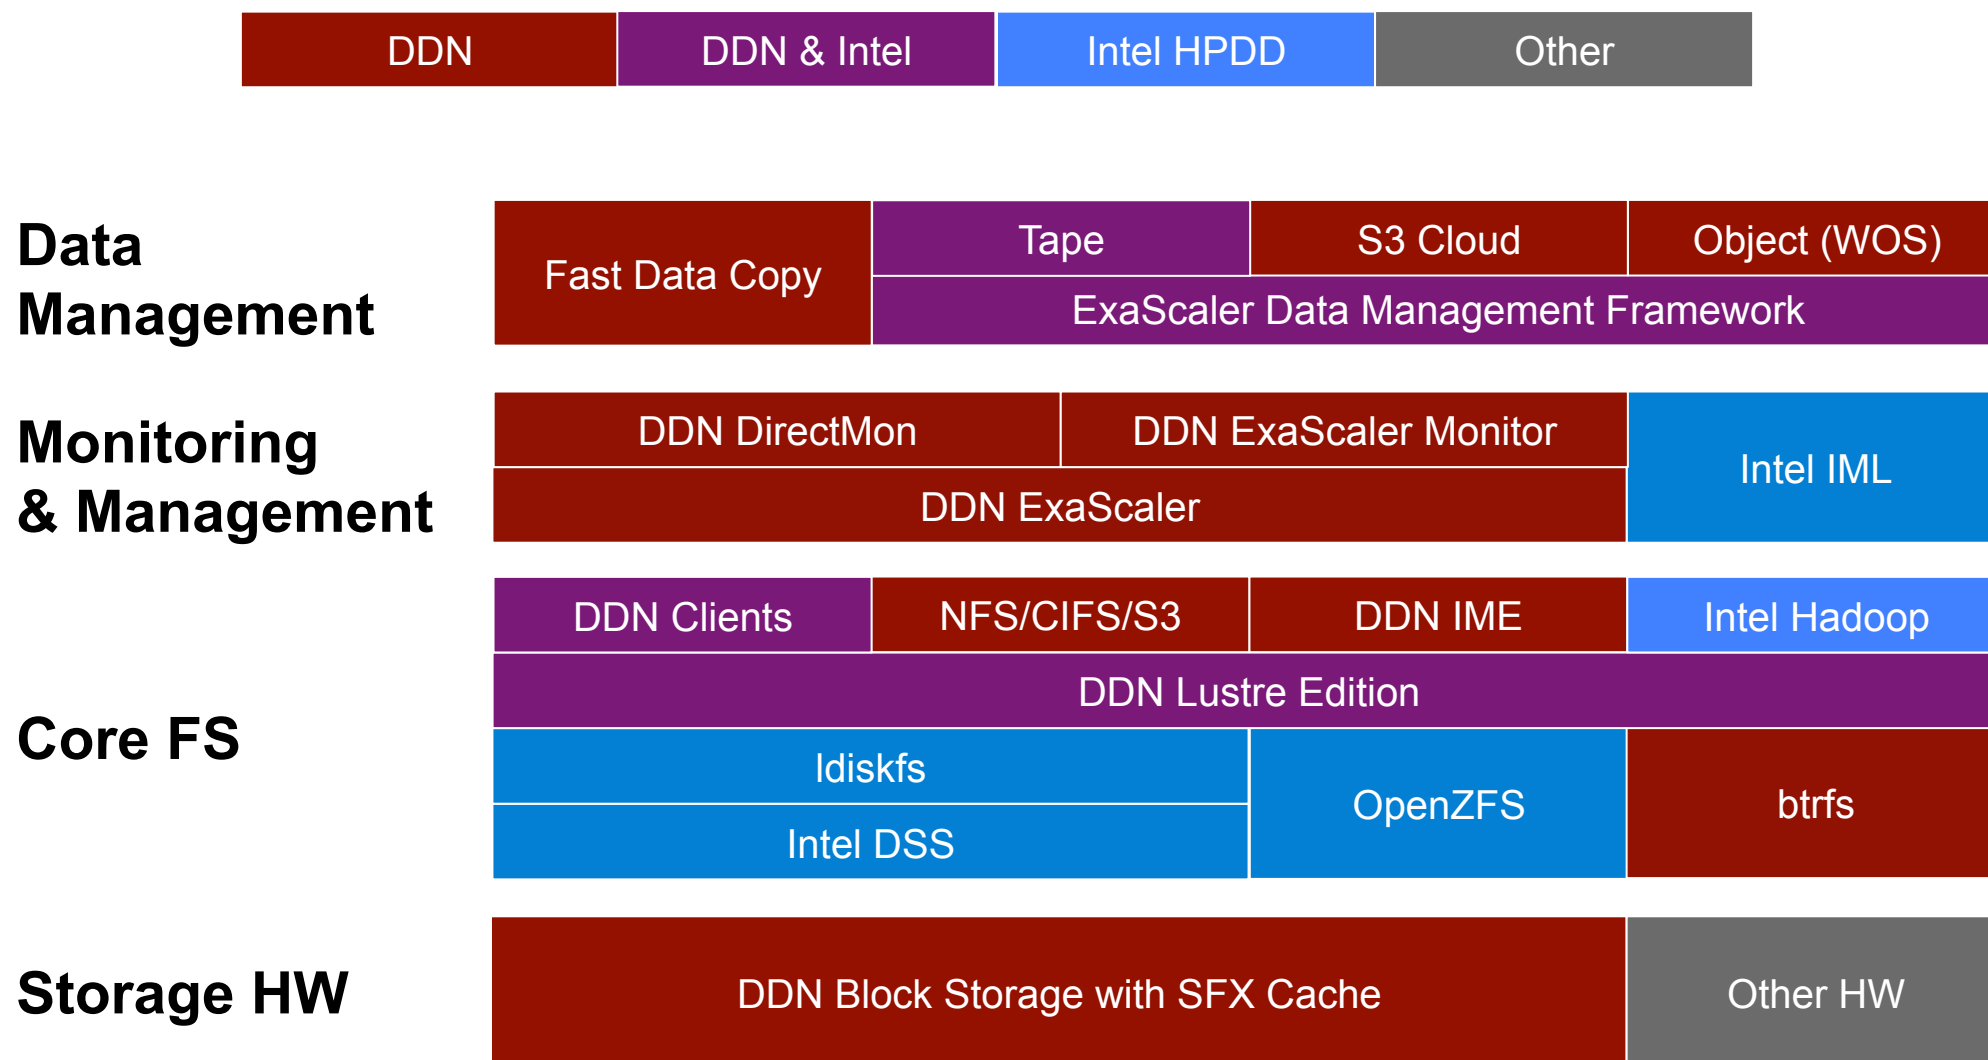 DDN
DDN & Intel
Intel HPDD
Other
Data
Management
Fast Data Copy
Tape
S3 Cloud
Object (WOS)
ExaScaler Data Management Framework
Monitoring
& Management
DDN DirectMon
DDN ExaScaler Monitor
Intel IML
DDN ExaScaler
Core FS
DDN Clients
NFS/CIFS/S3
DDN IME
Intel Hadoop
DDN Lustre Edition
ldiskfs
OpenZFS
btrfs
Intel DSS
Storage HW
DDN Block Storage with SFX Cache
Other HW